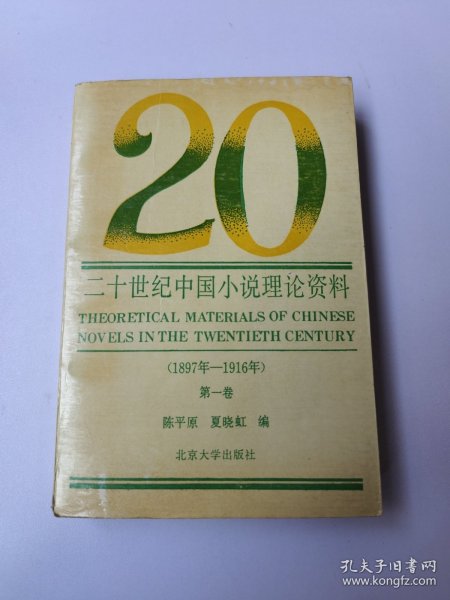 20
二十世纪中国小说理论资料
THEORETICAL MATERIALS OF CHINESE
NOVELS IN THE TWENTIETH CENTURY
(1897年—1916年)
第一卷
陈平原 夏晓虹 编
北京大学出版社
孔夫子旧书网
www.kongfz.com